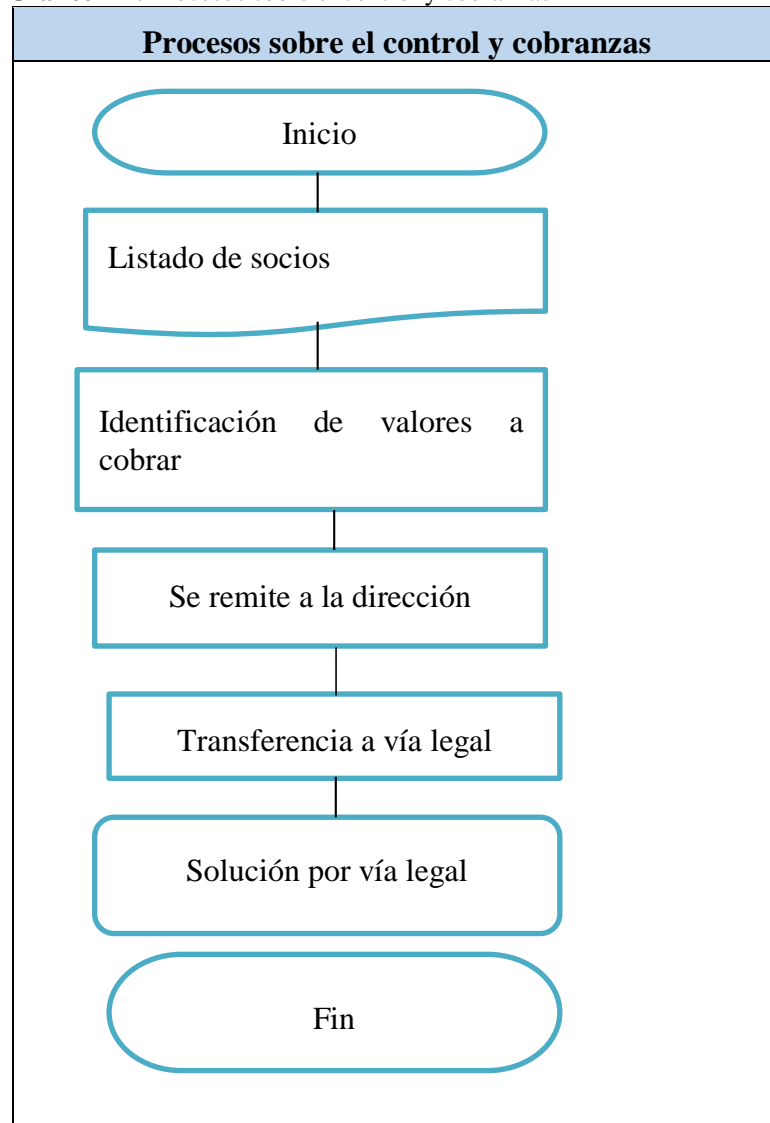 Procesos sobre el control y cobranzas
Inicio
Listado de socios
Identificación de valores a
cobrar
Se remite a la dirección
Transferencia a vía legal
Solución por vía legal
Fin